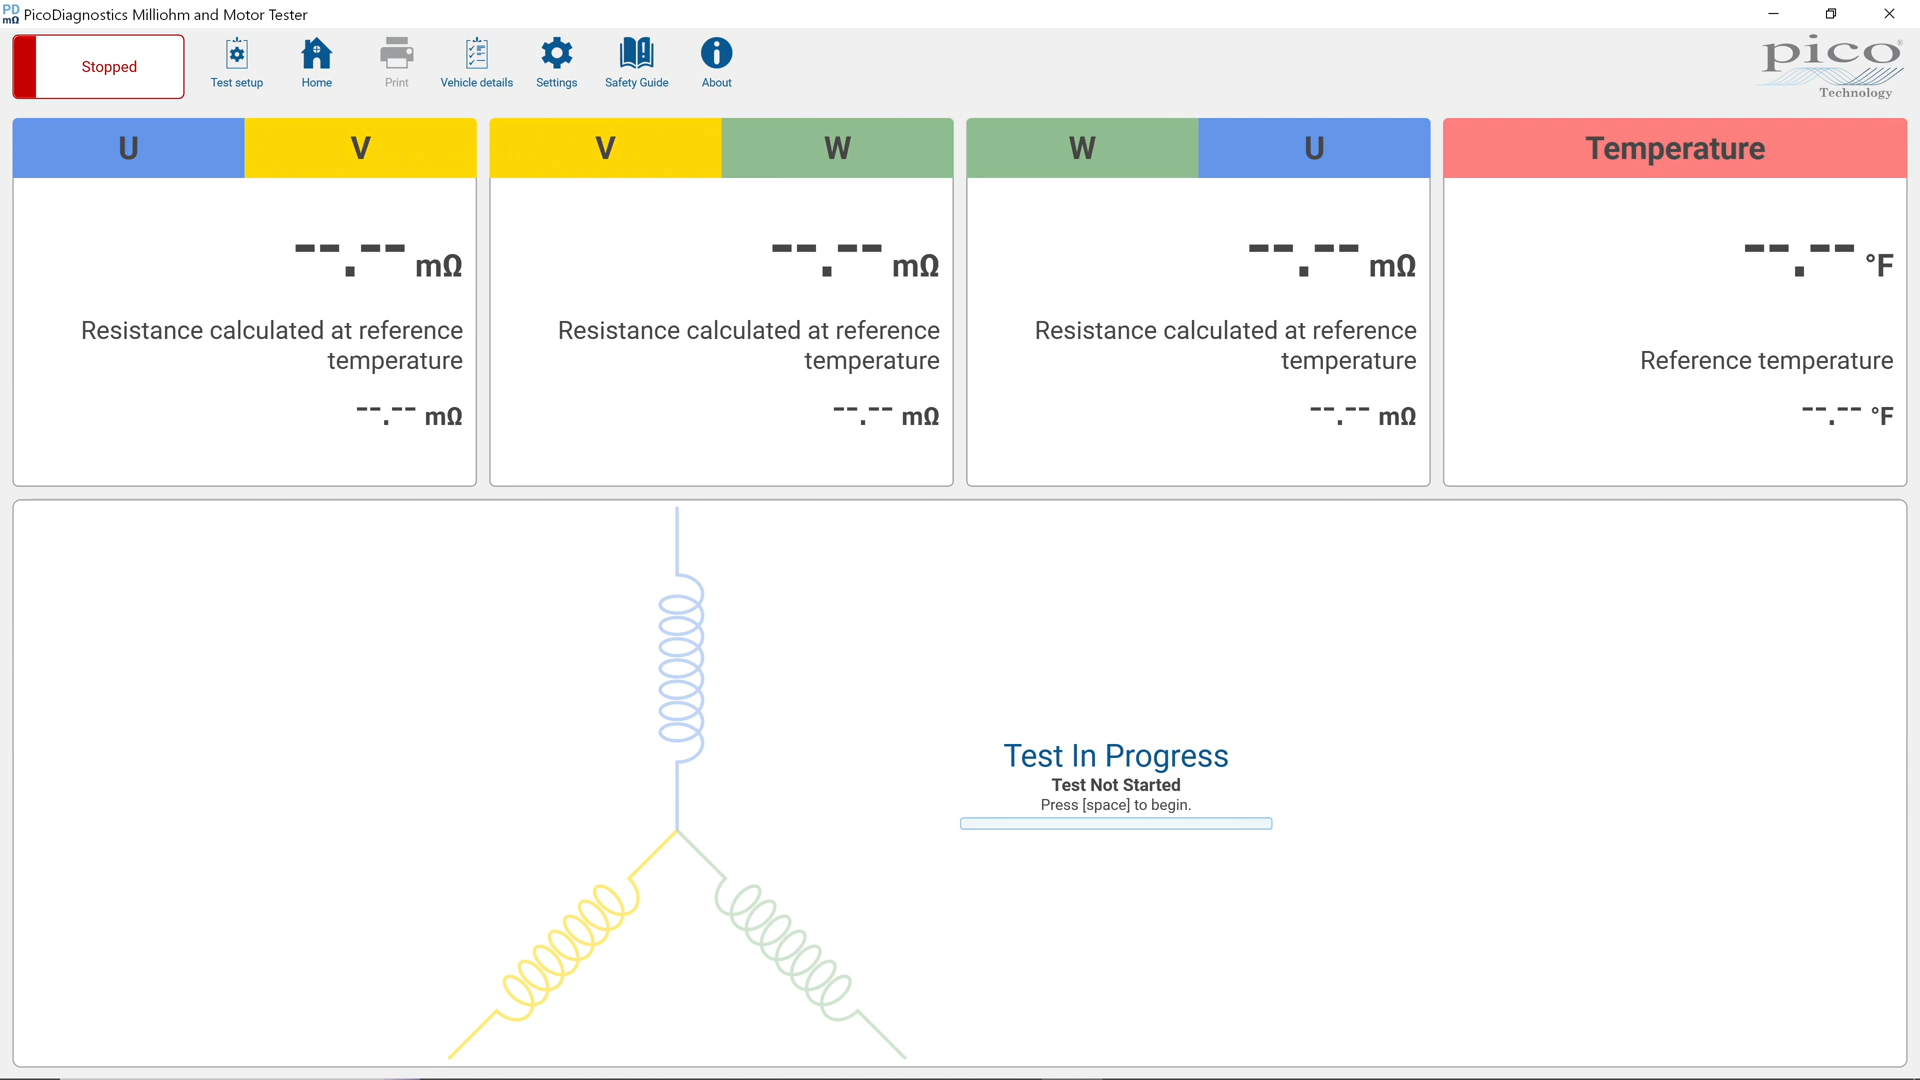 PD
mΩ PicoDiagnostics Milliohm and Motor Tester
Stopped
Test setup
Home
Print
Vehicle details
Settings
Safety Guide
About
pico®
Technology
U V
--.-- mΩ
Resistance calculated at reference
temperature
--.-- mΩ
V W
--.-- mΩ
Resistance calculated at reference
temperature
--.-- mΩ
W U
--.-- mΩ
Resistance calculated at reference
temperature
--.-- mΩ
Temperature
--.-- °F
Reference temperature
--.-- °F
Test In Progress
Test Not Started
Press [space] to begin.